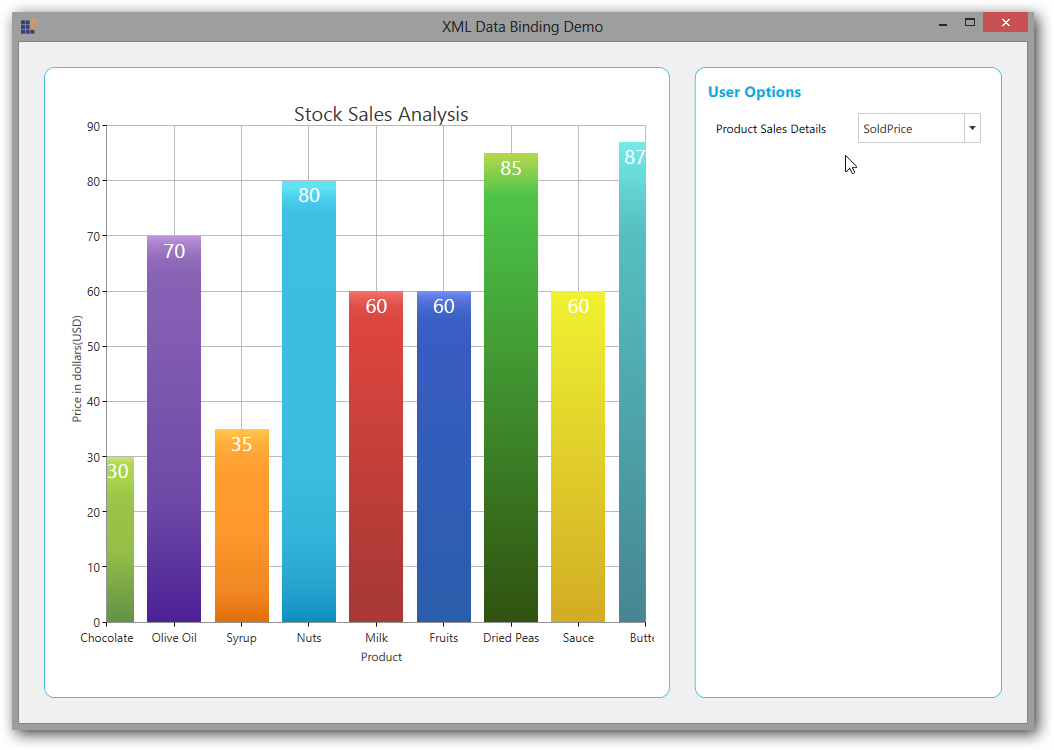 XML Data Binding Demo
Stock Sales Analysis
90
80
70
60
50
40
30
20
10
0
Price in dollars(USD)
30
70
35
80
60
60
85
60
87
Chocolate Olive Oil Syrup Nuts Milk Fruits Dried Peas Sauce
Product
User Options
Product Sales Details SoldPrice